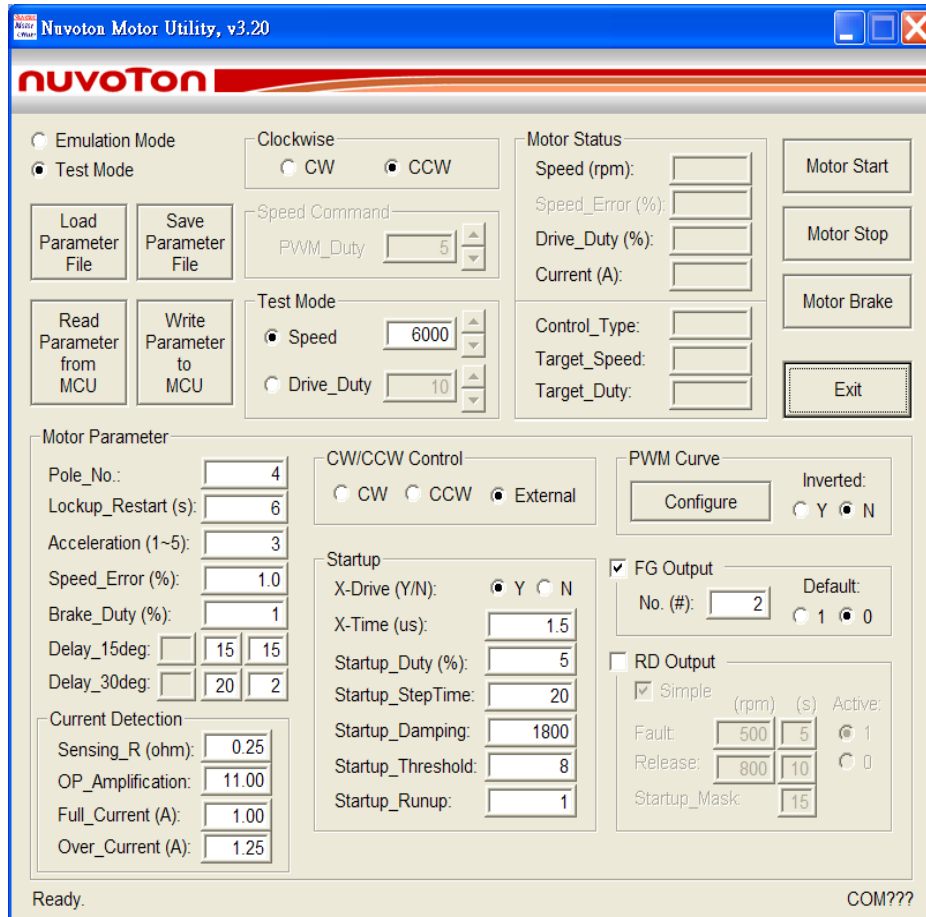 Nuvoton Motor Utility, v3.20
nuvoTon
Emulation Mode
Test Mode
Load
Parameter
File
Save
Parameter
File
Read
Parameter
from
MCU
Write
Parameter
to
MCU
Clockwise
CW CCW
Speed Command
PWM_Duty 5
Test Mode
Speed 6000
Drive_Duty 10
Motor Status
Speed (rpm):
Speed_Error (%):
Drive_Duty (%):
Current (A):
Control_Type:
Target_Speed:
Target_Duty:
Motor Start
Motor Stop
Motor Brake
Exit
Motor Parameter
Pole_No.: 4
Lockup_Restart (s): 6
Acceleration (1~5): 3
Speed_Error (%): 1.0
Brake_Duty (%): 1
Delay_15deg: 15 15
Delay_30deg: 20 2
Current Detection
Sensing_R (ohm): 0.25
OP_Amplification: 11.00
Full_Current (A): 1.00
Over_Current (A): 1.25
CW/CCW Control
CW CCW External
Startup
X-Drive (Y/N): Y N
X-Time (us): 1.5
Startup_Duty (%): 5
Startup_StepTime: 20
Startup_Damping: 1800
Startup_Threshold: 8
Startup_Runup: 1
PWM Curve
Configure
Inverted:
Y N
FG Output
No. (#): 2
Default:
1 0
RD Output
Simple
(rpm) (s) Active:
Fault: 500 5 1
Release: 800 10 0
Startup_Mask: 15
Ready.
COM???